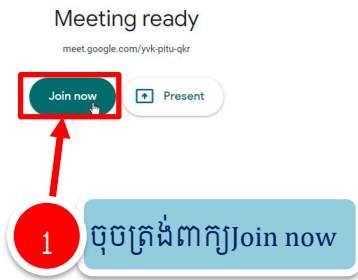 Meeting ready
meet.google.com/yvk-pitu-qkr
Join now
Present
1
ចុចត្រង់ពាក្យJoin now